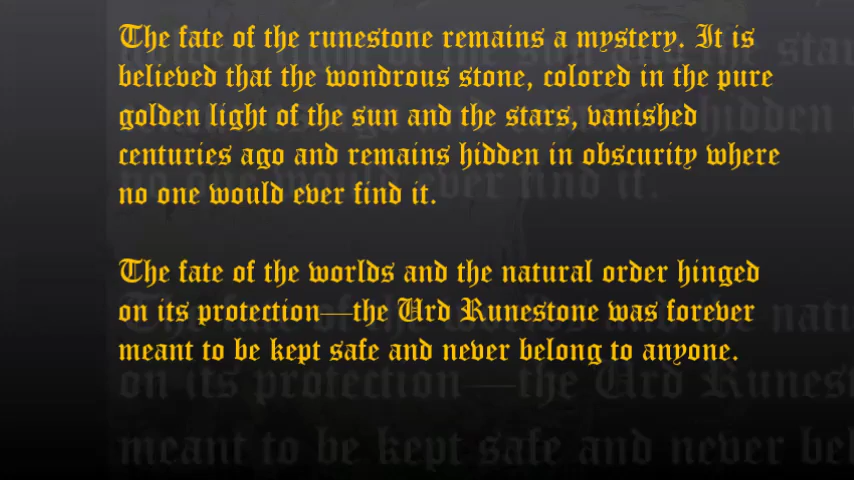 The fate of the runestone remains a mystery. It is
believed that the wondrous stone, colored in the pure
golden light of the sun and the stars, vanished
centuries ago and remains hidden in obscurity where
no one would ever find it.
The fate of the worlds and the natural order hinged
on its protection—the Urd Runestone was forever
meant to be kept safe and never belong to anyone.